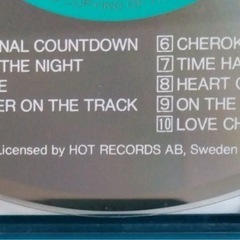 NAL COUNTDOWN 6 CHEROK
THE NIGHT 7 TIME HA
E 8 HEART O
ER ON THE TRACK 9 ON THE
10 LOVE CH
Licensed by HOT RECORDS AB, Sweden